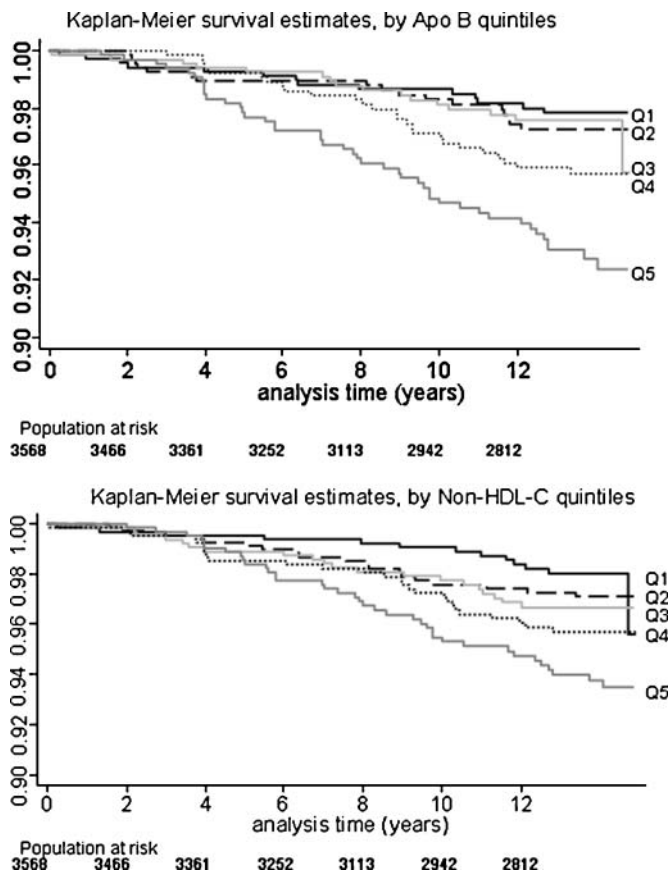 Kaplan-Meier survival estimates, by Apo B quintiles
1.00
0.98
0.96
0.94
0.92
0.90
Q1
Q2
Q3
Q4
Q5
0 2 4 6 8 10 12
analysis time (years)
Population at risk
3568 3466 3361 3252 3113 2942 2812
Kaplan-Meier survival estimates, by Non-HDL-C quintiles
1.00
0.98
0.96
0.94
0.92
0.90
Q1
Q2
Q3
Q4
Q5
0 2 4 6 8 10 12
analysis time (years)
Population at risk
3568 3466 3361 3252 3113 2942 2812